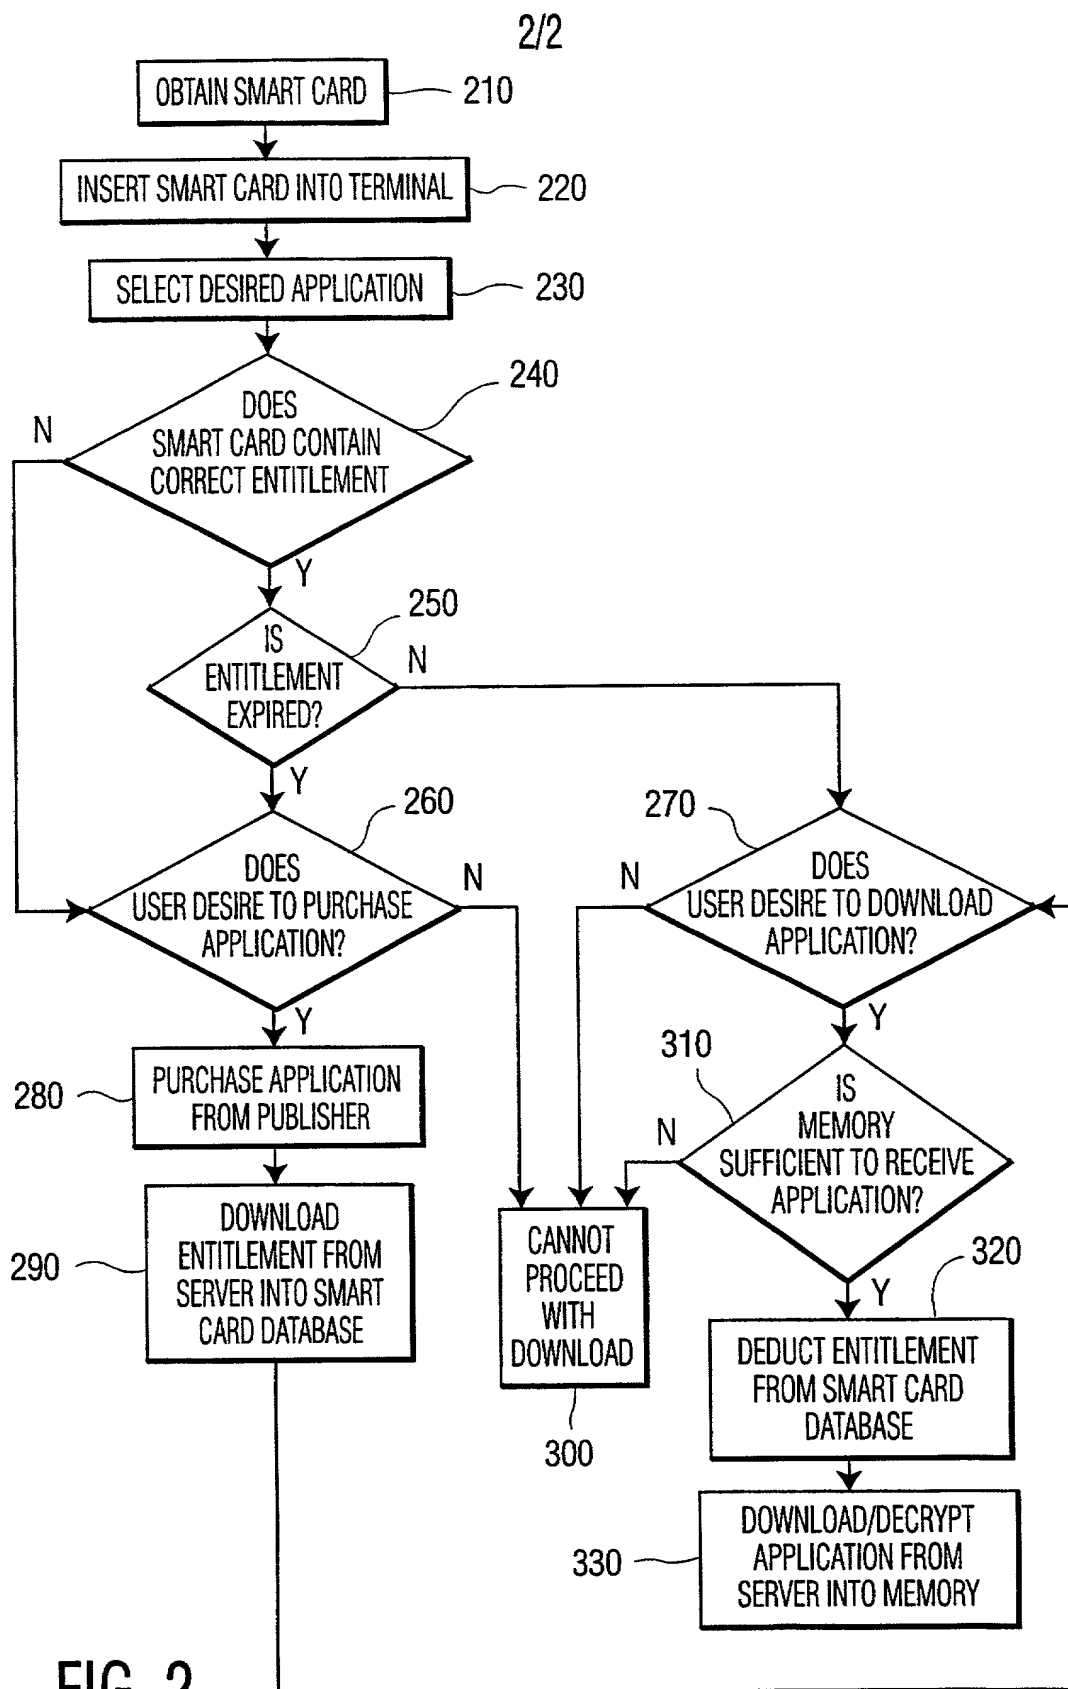 2/2
OBTAIN SMART CARD
210
INSERT SMART CARD INTO TERMINAL
220
SELECT DESIRED APPLICATION
230
DOES
SMART CARD CONTAIN
CORRECT ENTITLEMENT
240
N
Y
IS
ENTITLEMENT
EXPIRED?
250
N
Y
DOES
USER DESIRE TO PURCHASE
APPLICATION?
260
N
Y
DOES
USER DESIRE TO DOWNLOAD
APPLICATION?
270
N
Y
PURCHASE APPLICATION
FROM PUBLISHER
280
IS
MEMORY
SUFFICIENT TO RECEIVE
APPLICATION?
310
N
Y
DOWNLOAD
ENTITLEMENT FROM
SERVER INTO SMART
CARD DATABASE
290
CANNOT
PROCEED
WITH
DOWNLOAD
300
DEDUCT ENTITLEMENT
FROM SMART CARD
DATABASE
320
DOWNLOAD/DECRYPT
APPLICATION FROM
SERVER INTO MEMORY
330
FIG. 2